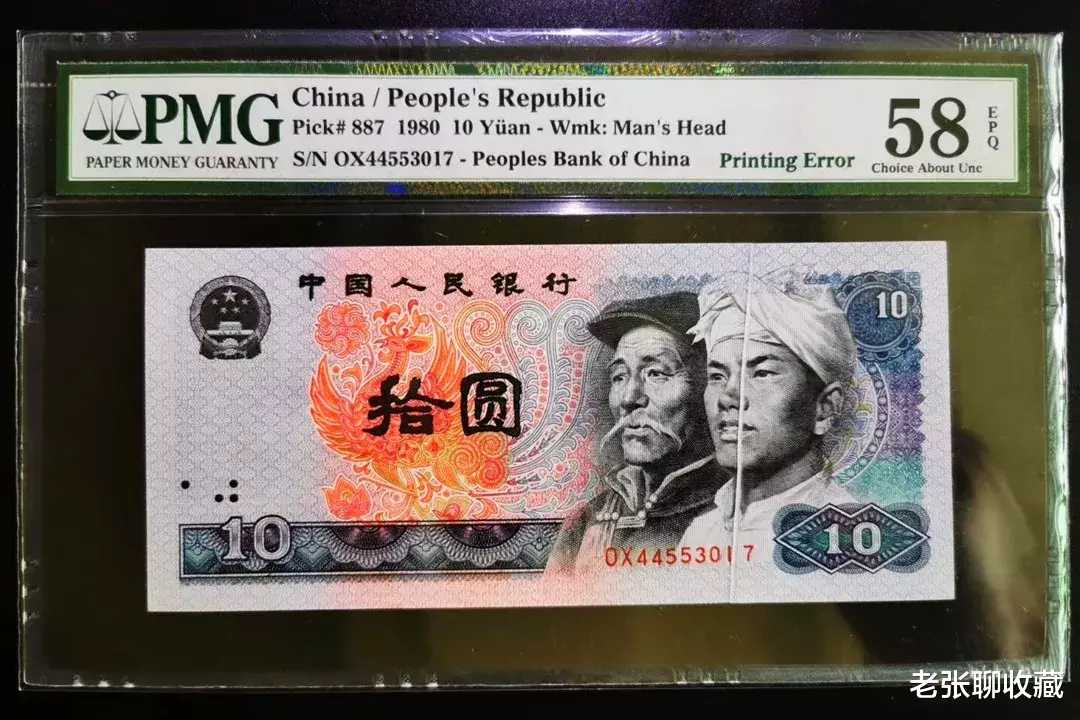 PMG
PAPER MONEY GUARANTY
China / People's Republic
Pick# 887 1980 10 Yüan - Wmk: Man's Head
S/N OX44553017 - Peoples Bank of China
Printing Error
58
EPQ
Choice About Unc
中国人民银行
10
拾圆
10
OX44553017
10
老张聊收藏